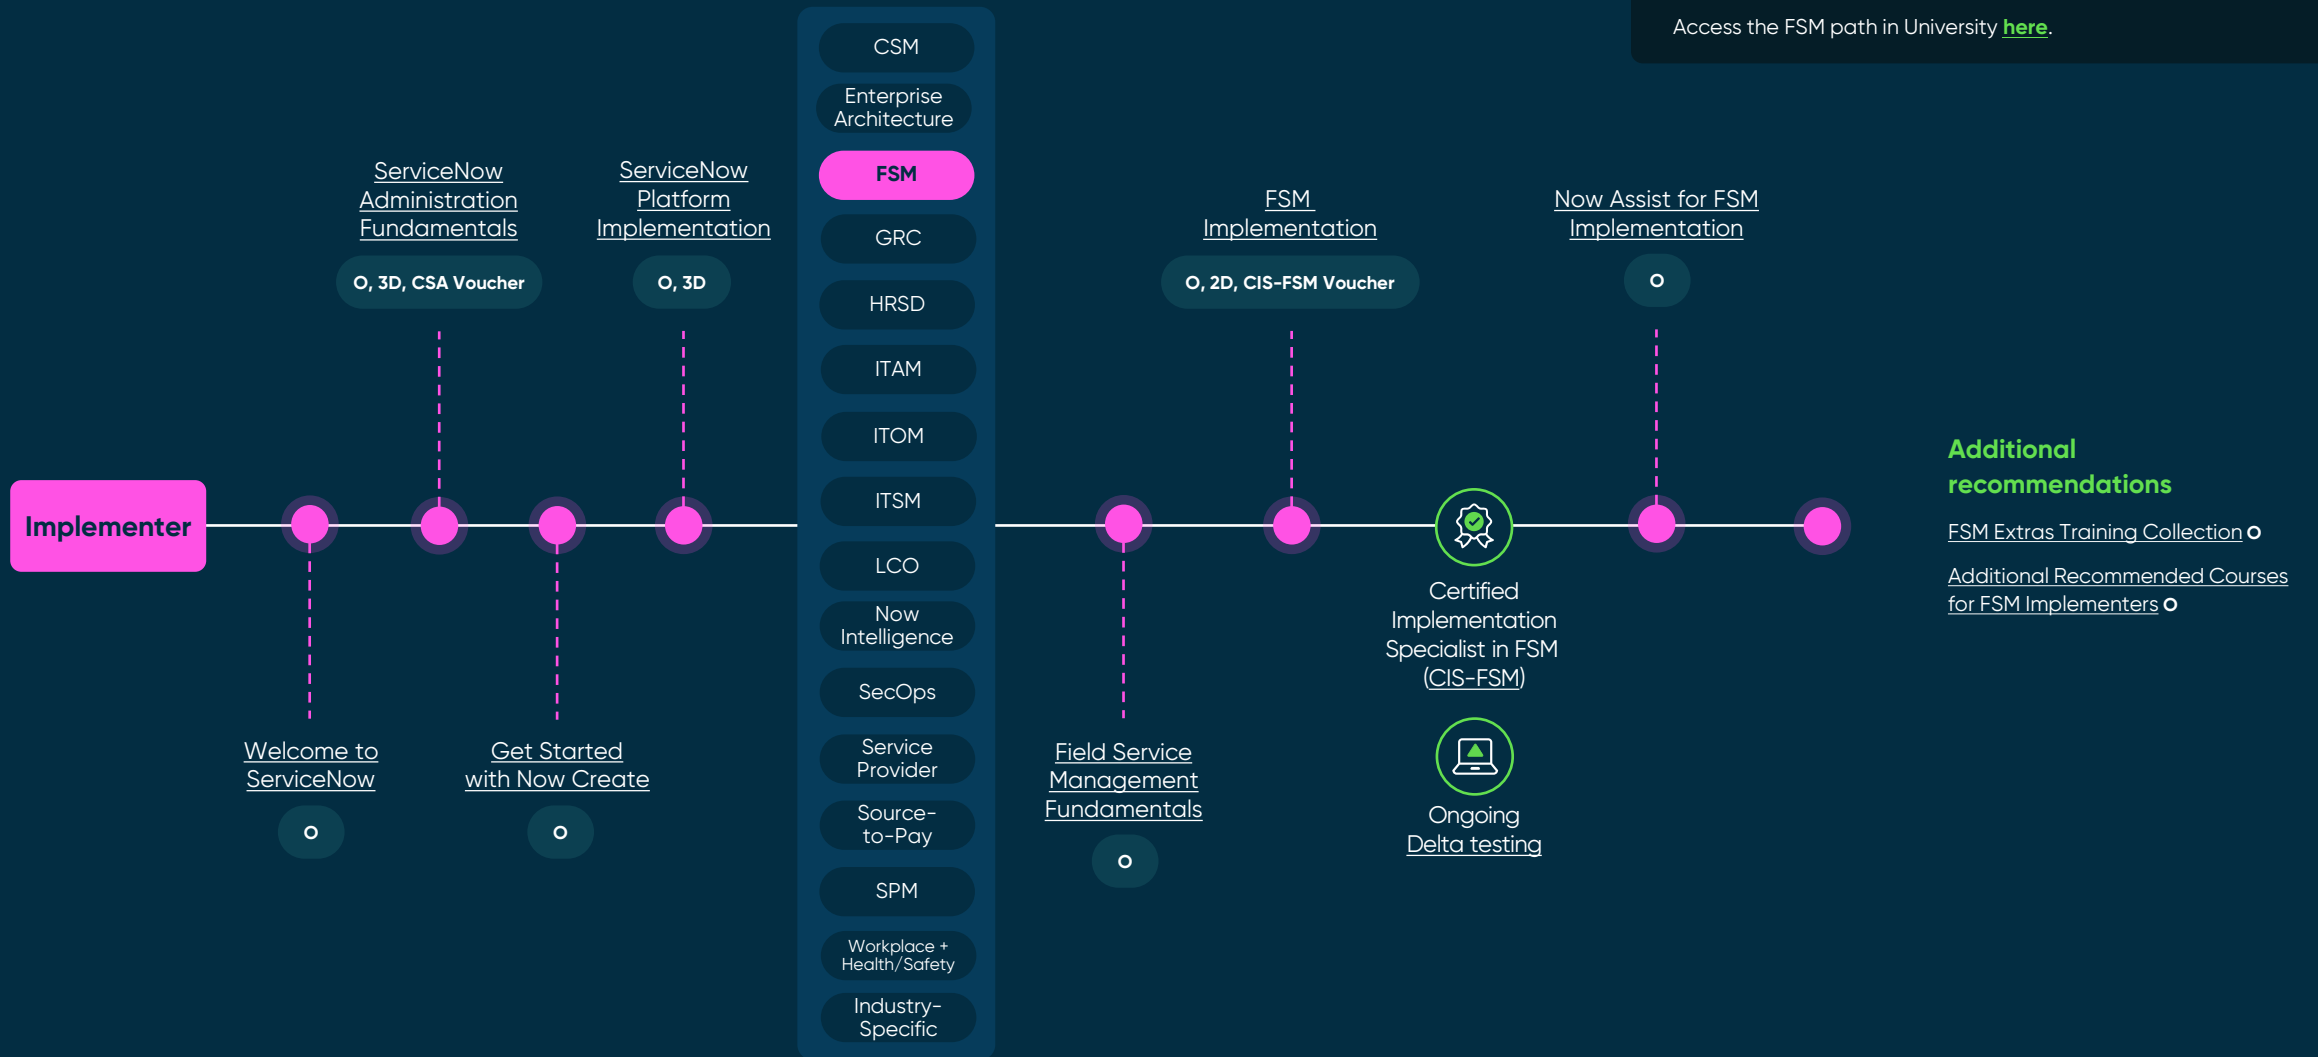 Access the FSM path in University here.
CSM
Enterprise
Architecture
FSM
GRC
HRSD
ITAM
ITOM
ITSM
LCO
Now
Intelligence
SecOps
Service
Provider
Source-
to-Pay
SPM
Workplace +
Health/Safety
Industry-
Specific
Implementer
Welcome to
ServiceNow
O
ServiceNow
Administration
Fundamentals
O, 3D, CSA Voucher
Get Started
with Now Create
O
ServiceNow
Platform
Implementation
O, 3D
Field Service
Management
Fundamentals
O
FSM
Implementation
O, 2D, CIS-FSM Voucher
Certified
Implementation
Specialist in FSM
(CIS-FSM)
Ongoing
Delta testing
Now Assist for FSM
Implementation
O
Additional
recommendations
FSM Extras Training Collection O
Additional Recommended Courses
for FSM Implementers O